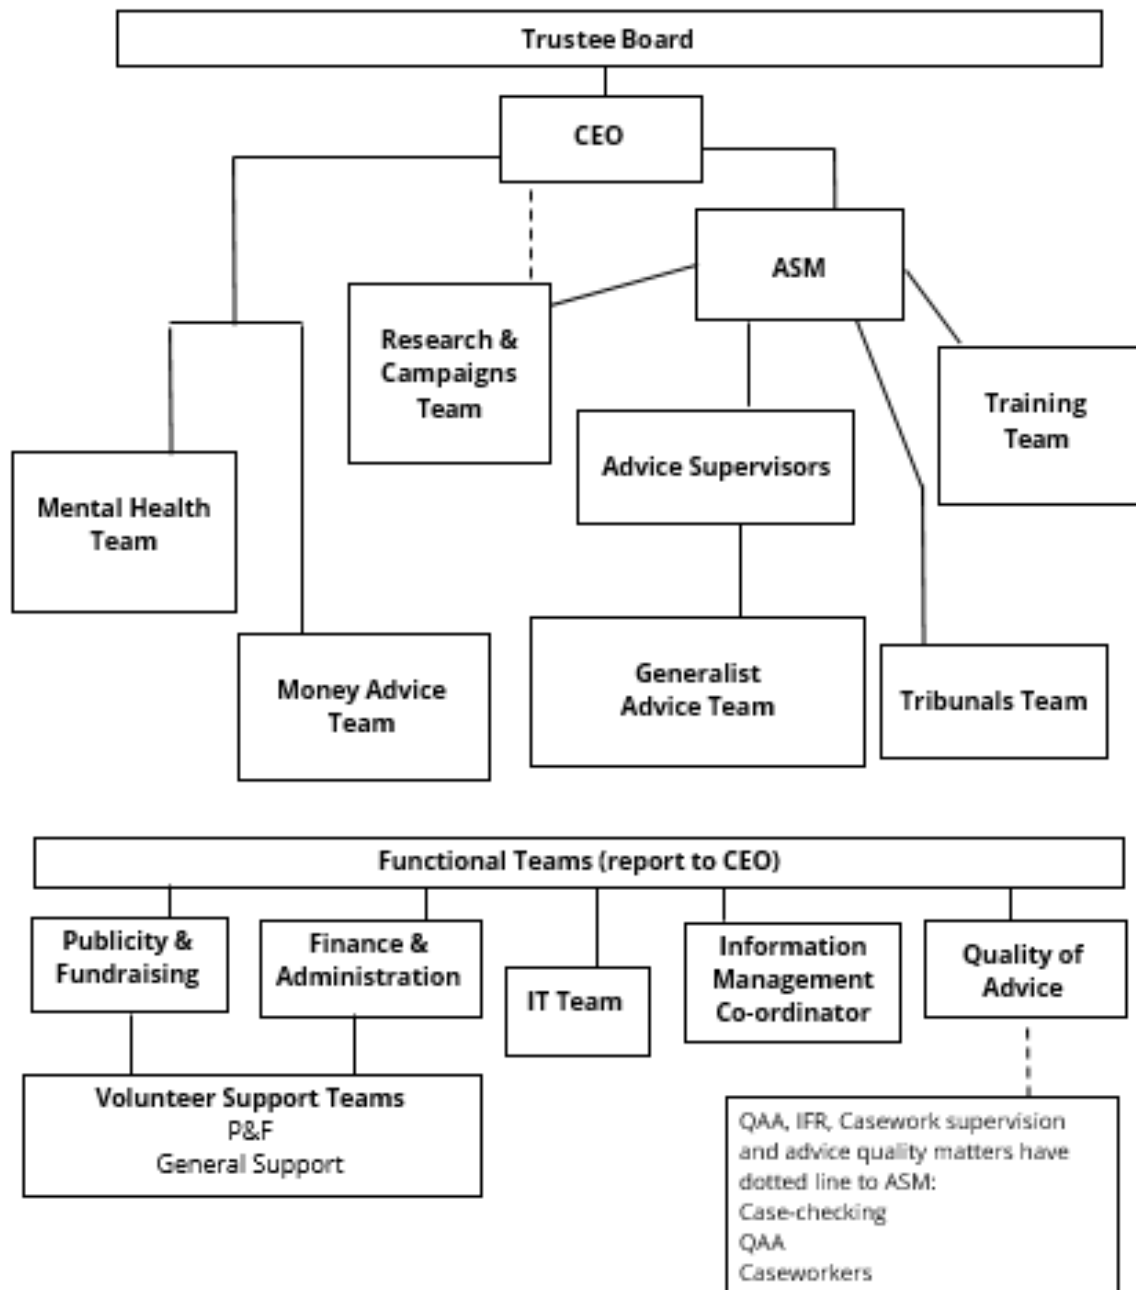 Trustee Board
CEO
ASM
Research &
Campaigns
Team
Training
Team
Advice Supervisors
Mental Health
Team
Money Advice
Team
Generalist
Advice Team
Tribunals Team
Functional Teams (report to CEO)
Publicity &
Fundraising
Finance &
Administration
IT Team
Information
Management
Co-ordinator
Quality of
Advice
Volunteer Support Teams
P&F
General Support
QAA, IFR, Casework supervision
and advice quality matters have
dotted line to ASM:
Case-checking
QAA
Caseworkers